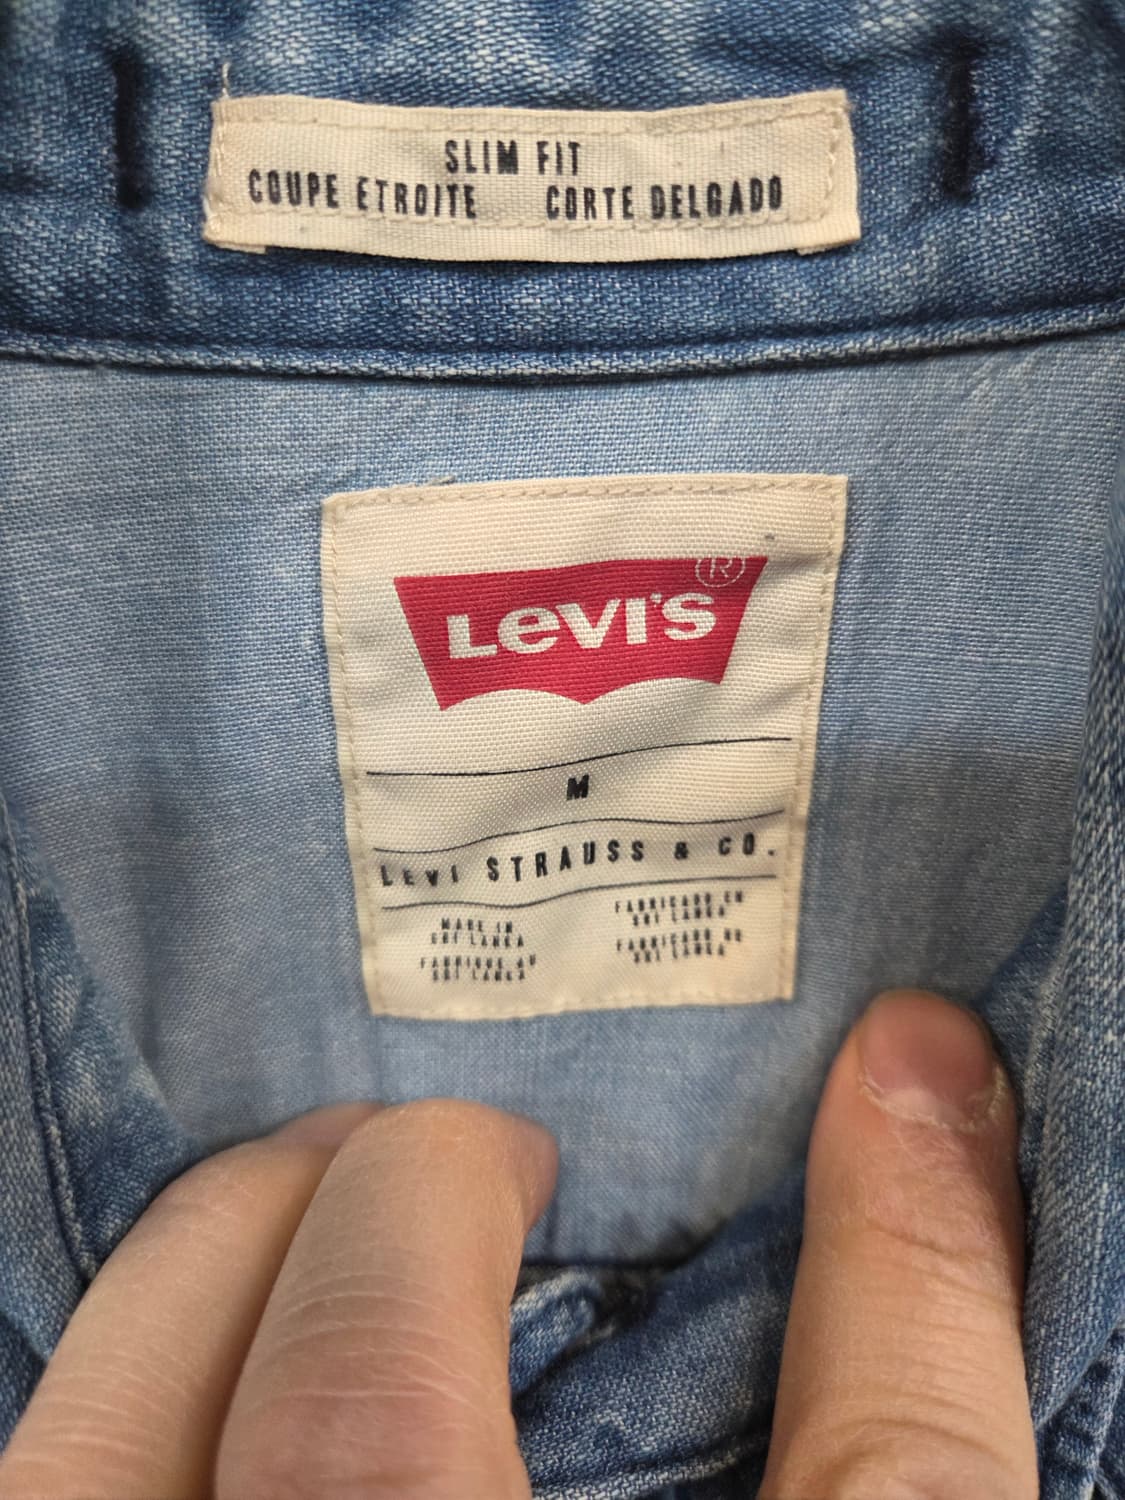 SLIM FIT
COUPE ETROITE CORTE DELGADO
LEVI'S®
M
LEVI STRAUSS & CO.
MADE IN
SRI LANKA
FABRIQUE AU
SRI LANKA
FABRICADO EN
SRI LANKA
FABRICADO NO
SRI LANKA